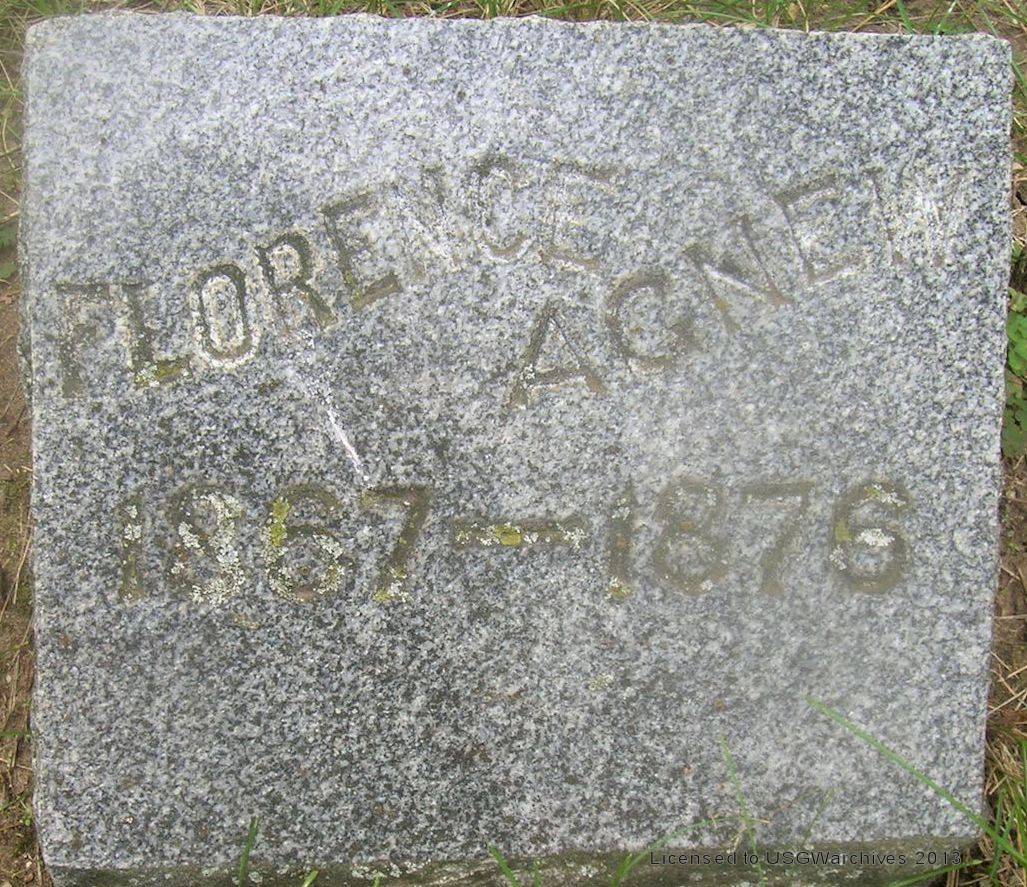 FLORENCE
AGNEW
1867-1876
Licensed to USGWarchives 2013